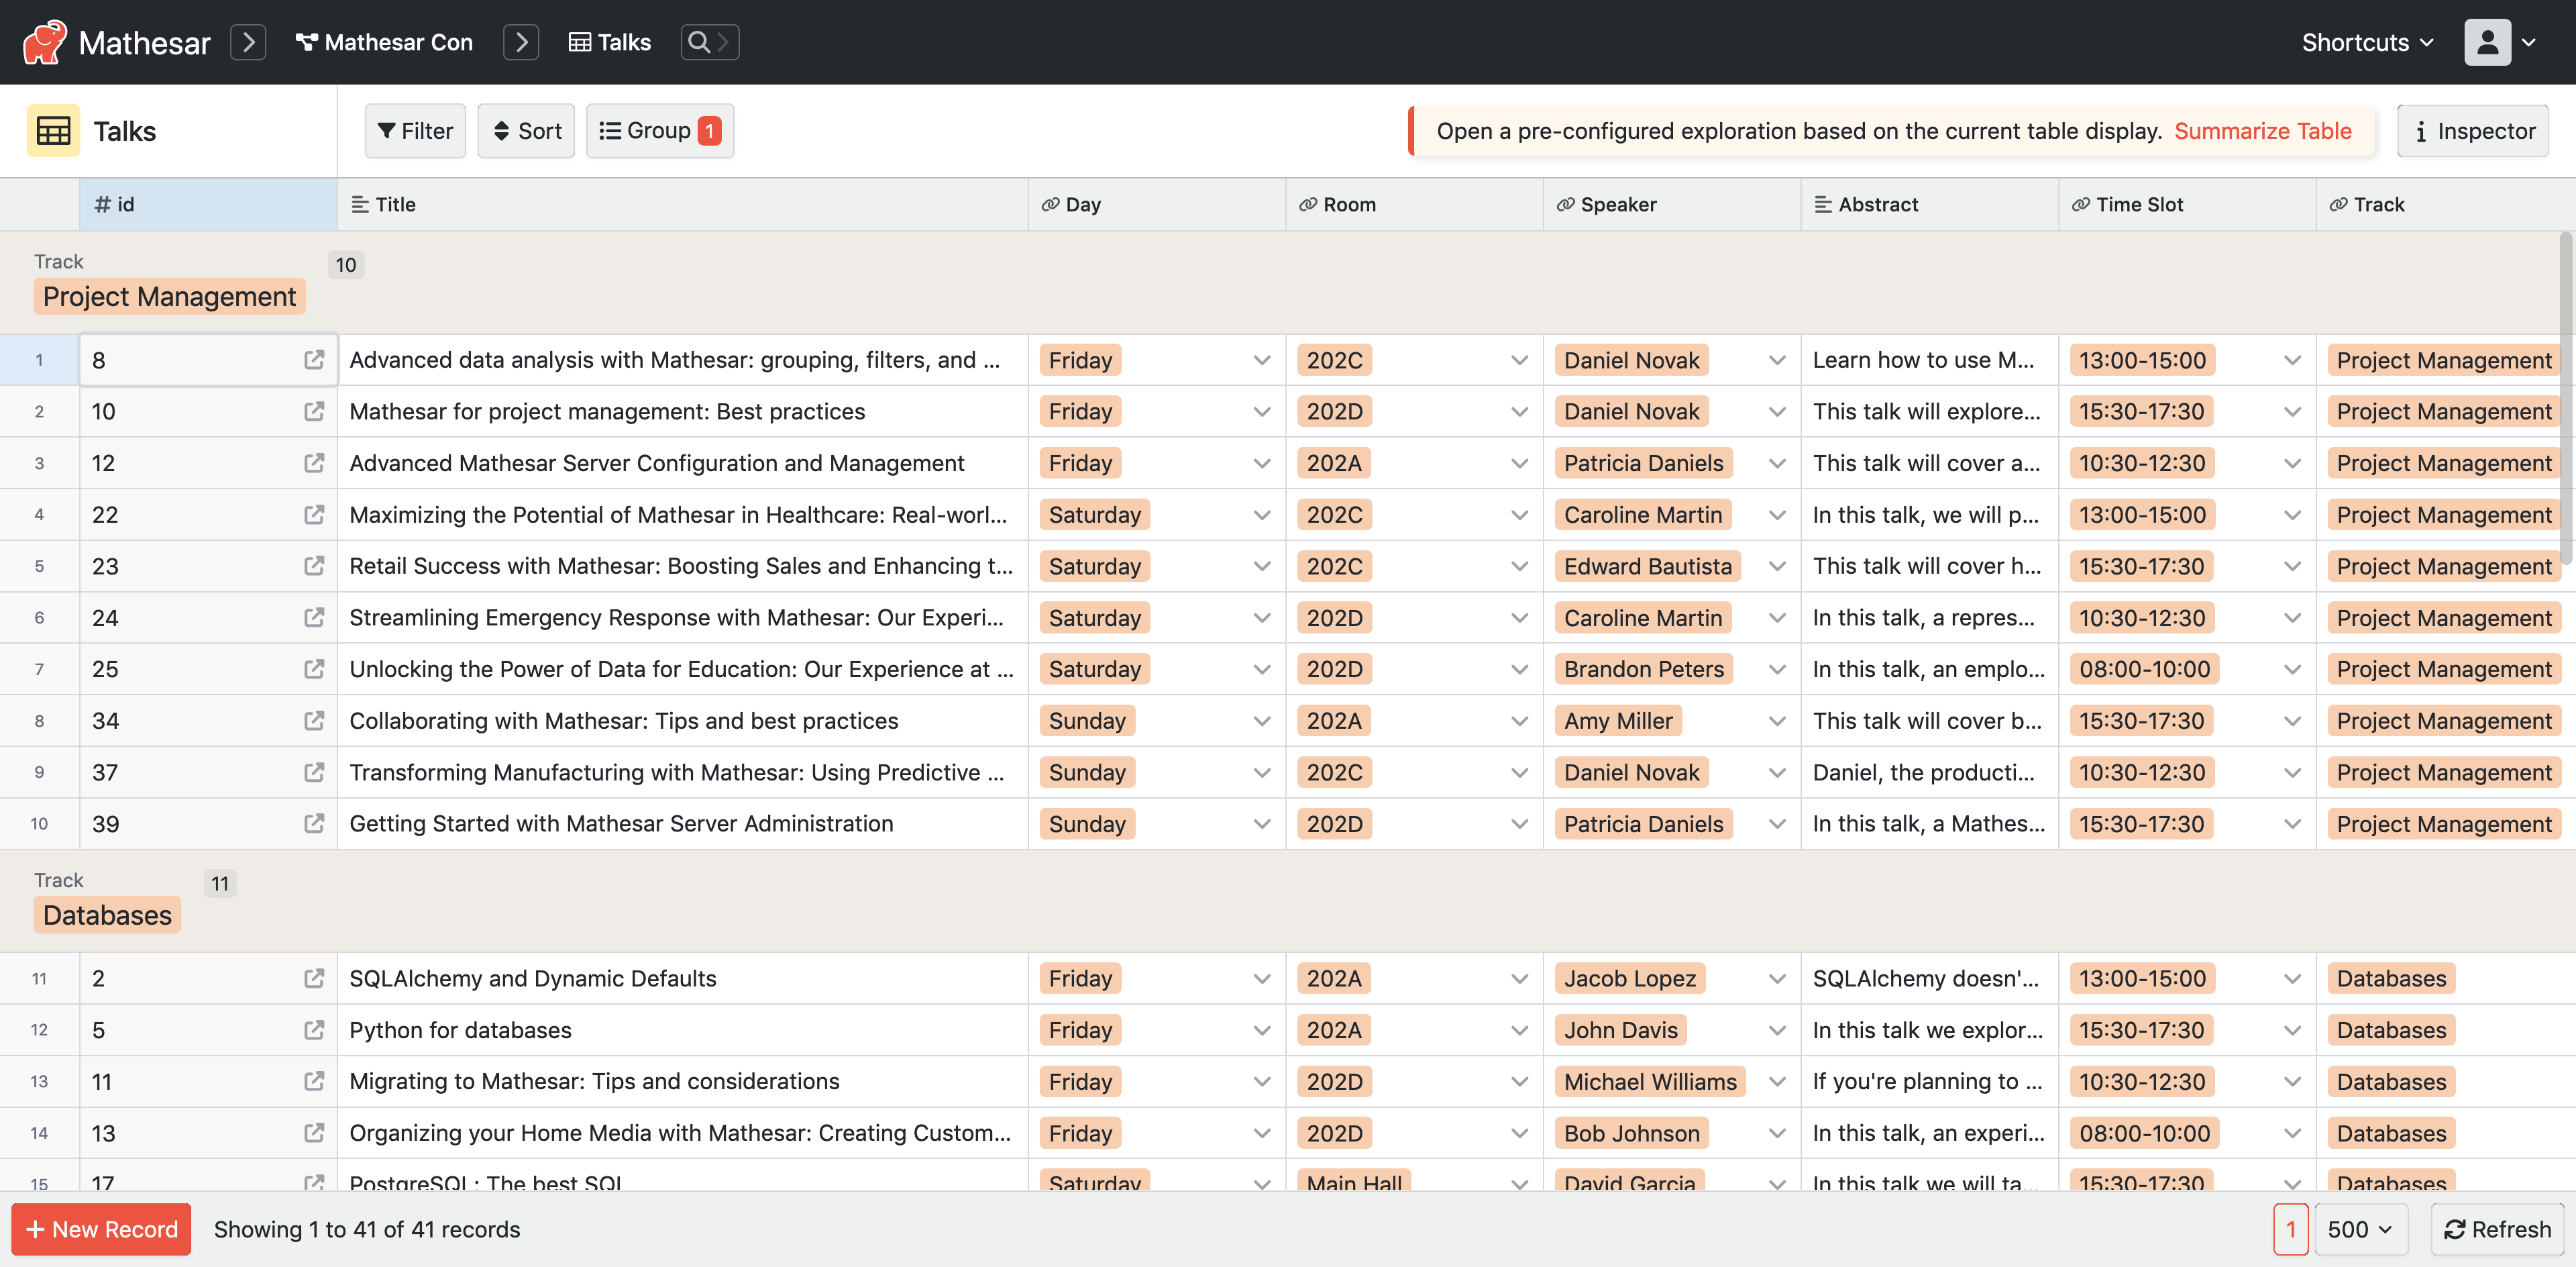 Mathesar Mathesar Con Talks Shortcuts
Talks Filter Sort Group 1 Open a pre-configured exploration based on the current table display. Summarize Table Inspector
# id Title Day Room Speaker Abstract Time Slot Track
Track 10
Project Management
1 8 Advanced data analysis with Mathesar: grouping, filters, and ... Friday 202C Daniel Novak Learn how to use M... 13:00-15:00 Project Management
2 10 Mathesar for project management: Best practices Friday 202D Daniel Novak This talk will explore... 15:30-17:30 Project Management
3 12 Advanced Mathesar Server Configuration and Management Friday 202A Patricia Daniels This talk will cover a... 10:30-12:30 Project Management
4 22 Maximizing the Potential of Mathesar in Healthcare: Real-worl... Saturday 202C Caroline Martin In this talk, we will p... 13:00-15:00 Project Management
5 23 Retail Success with Mathesar: Boosting Sales and Enhancing t... Saturday 202C Edward Bautista This talk will cover h... 15:30-17:30 Project Management
6 24 Streamlining Emergency Response with Mathesar: Our Experi... Saturday 202D Caroline Martin In this talk, a repres... 10:30-12:30 Project Management
7 25 Unlocking the Power of Data for Education: Our Experience at ... Saturday 202D Brandon Peters In this talk, an emplo... 08:00-10:00 Project Management
8 34 Collaborating with Mathesar: Tips and best practices Sunday 202A Amy Miller This talk will cover b... 15:30-17:30 Project Management
9 37 Transforming Manufacturing with Mathesar: Using Predictive ... Sunday 202C Daniel Novak Daniel, the producti... 10:30-12:30 Project Management
10 39 Getting Started with Mathesar Server Administration Sunday 202D Patricia Daniels In this talk, a Mathes... 15:30-17:30 Project Management
Track 11
Databases
11 2 SQLAlchemy and Dynamic Defaults Friday 202A Jacob Lopez SQLAlchemy doesn'... 13:00-15:00 Databases
12 5 Python for databases Friday 202A John Davis In this talk we explor... 15:30-17:30 Databases
13 11 Migrating to Mathesar: Tips and considerations Friday 202D Michael Williams If you're planning to ... 10:30-12:30 Databases
14 13 Organizing your Home Media with Mathesar: Creating Custom... Friday 202D Bob Johnson In this talk, an experi... 08:00-10:00 Databases
15 17 PostgreSQL: The best SQL Saturday Main Hall David Garcia In this talk we will ta... 15:30-17:30 Databases
+ New Record Showing 1 to 41 of 41 records 1 500 Refresh